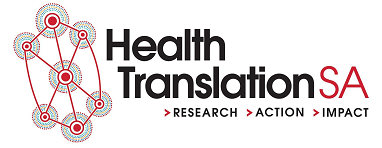 Health
Translation SA
> RESEARCH > ACTION > IMPACT